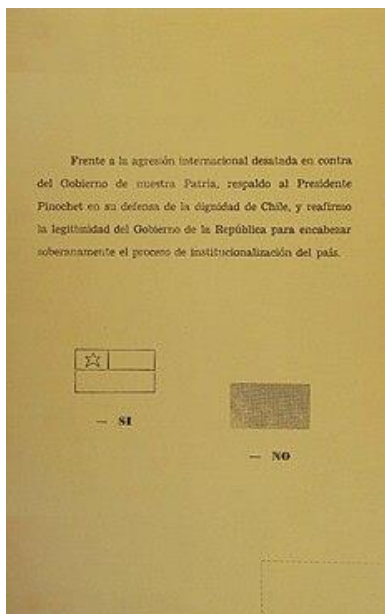 Frente a la agresión internacional desatada en contra
del Gobierno de nuestra Patria, respaldo al Presidente
Pinochet en su defensa de la dignidad de Chile, y reafirmo
la legitimidad del Gobierno de la República para encabezar
soberanamente el proceso de institucionalización del país.
— SI
— NO